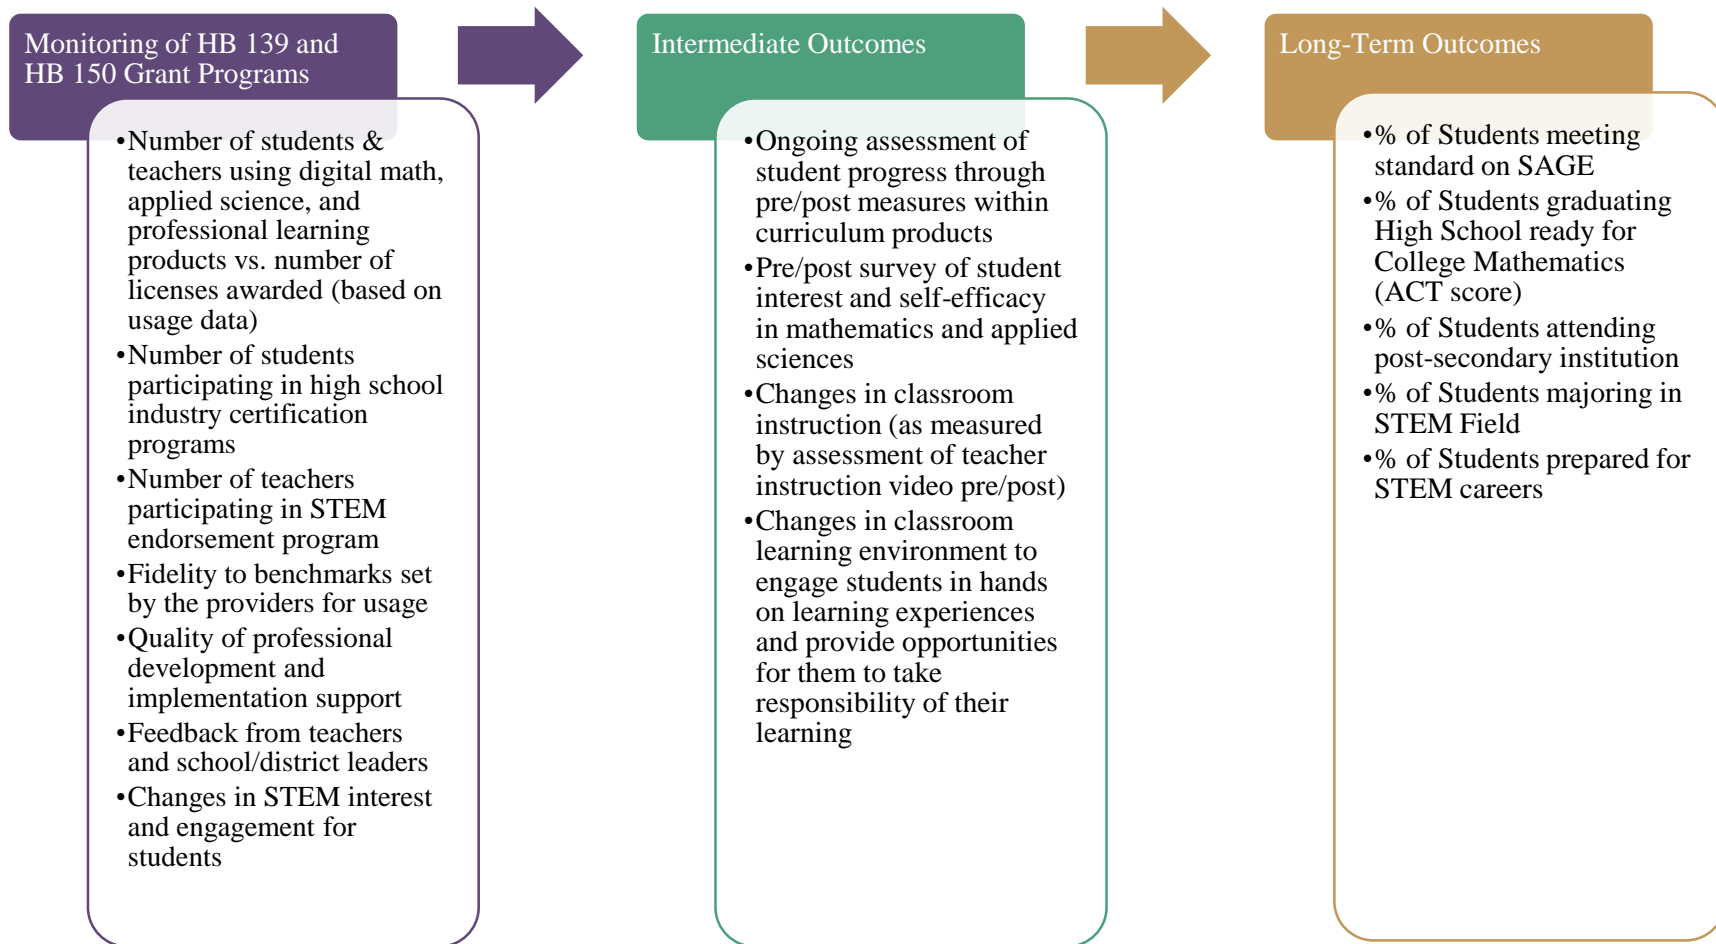 Monitoring of HB 139 and
HB 150 Grant Programs
•Number of students &
teachers using digital math,
applied science, and
professional learning
products vs. number of
licenses awarded (based on
usage data)
•Number of students
participating in high school
industry certification
programs
•Number of teachers
participating in STEM
endorsement program
•Fidelity to benchmarks set
by the providers for usage
•Quality of professional
development and
implementation support
•Feedback from teachers
and school/district leaders
•Changes in STEM interest
and engagement for
students
Intermediate Outcomes
•Ongoing assessment of
student progress through
pre/post measures within
curriculum products
•Pre/post survey of student
interest and self-efficacy
in mathematics and applied
sciences
•Changes in classroom
instruction (as measured
by assessment of teacher
instruction video pre/post)
•Changes in classroom
learning environment to
engage students in hands
on learning experiences
and provide opportunities
for them to take
responsibility of their
learning
Long-Term Outcomes
•% of Students meeting
standard on SAGE
•% of Students graduating
High School ready for
College Mathematics
(ACT score)
•% of Students attending
post-secondary institution
•% of Students majoring in
STEM Field
•% of Students prepared for
STEM careers